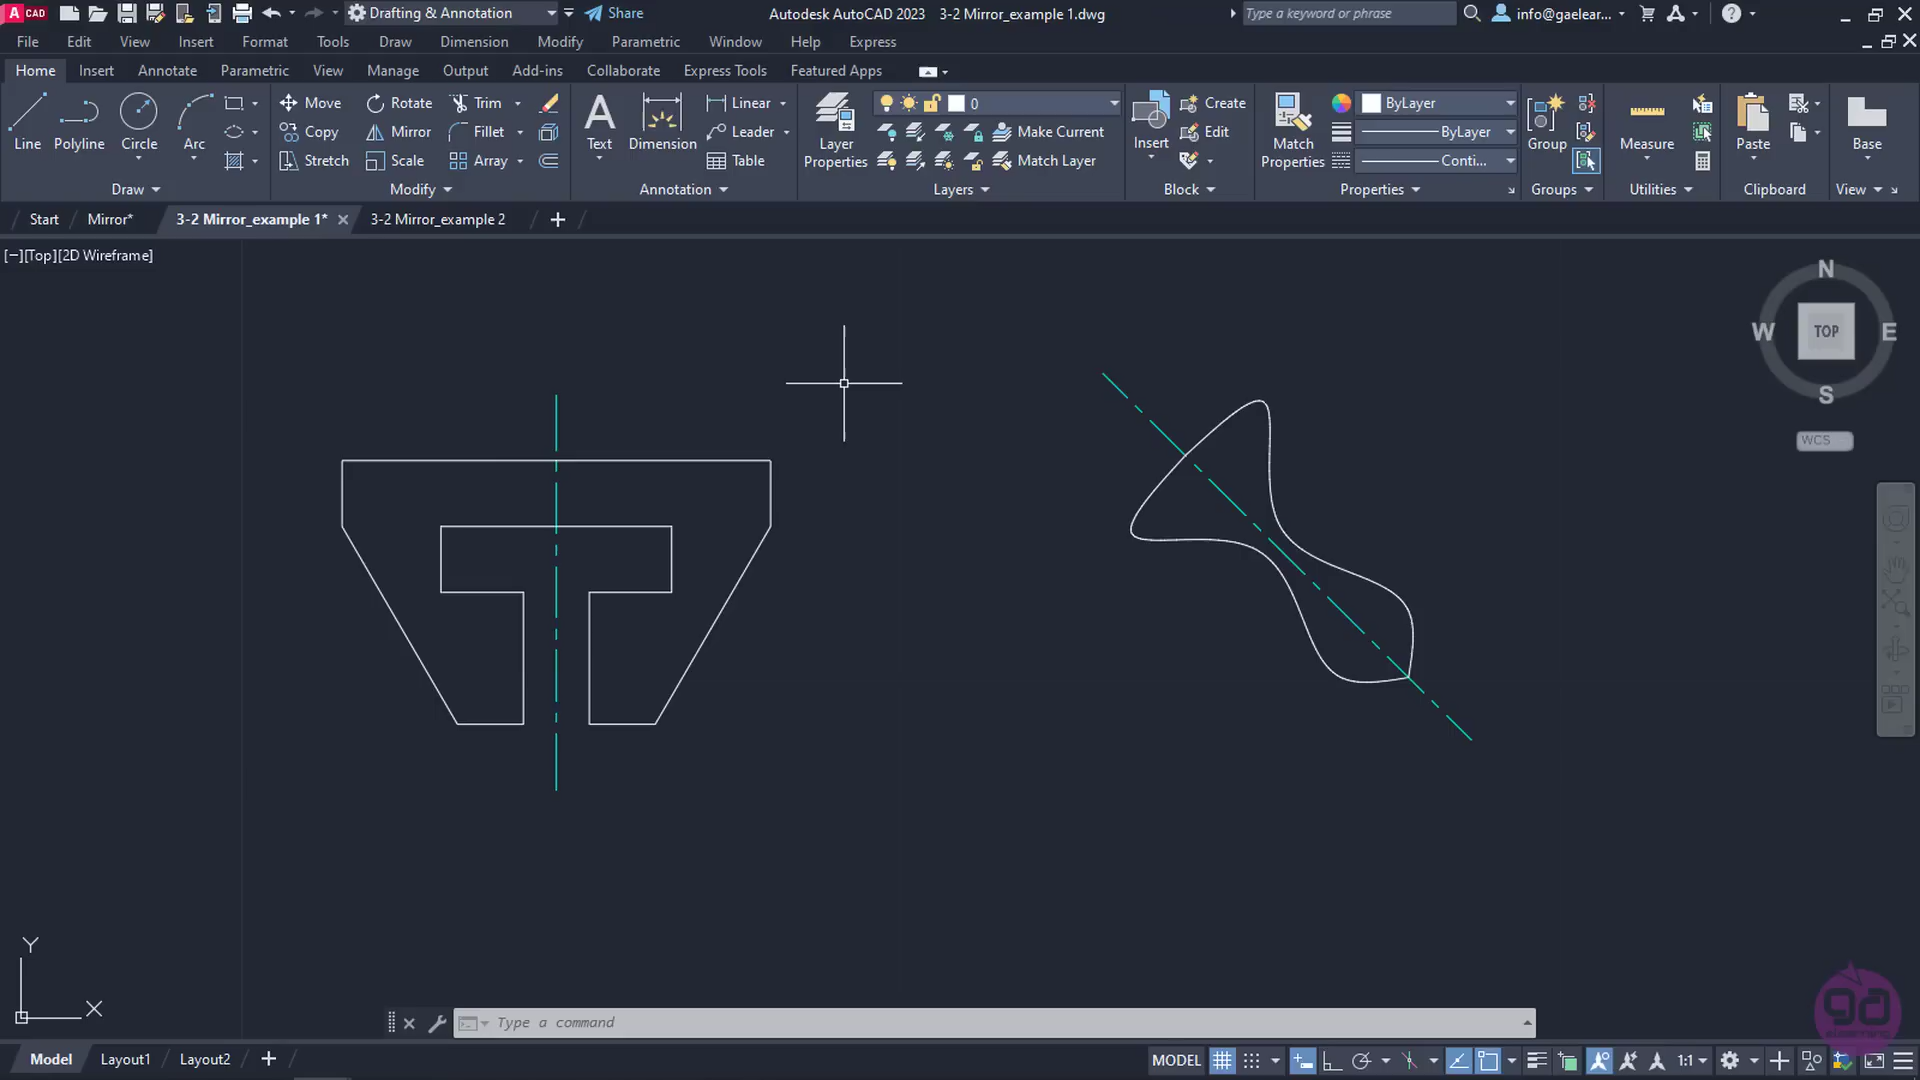 A CAD Drafting & Annotation Share Autodesk AutoCAD 2023 3-2 Mirror_example 1.dwg Type a keyword or phrase info@gaelear...
File Edit View Insert Format Tools Draw Dimension Modify Parametric Window Help Express
Home Insert Annotate Parametric View Manage Output Add-ins Collaborate Express Tools Featured Apps
Line Polyline Circle Arc
Draw
Move Rotate Trim
Copy Mirror Fillet
Stretch Scale Array
Modify
Text Dimension
Linear
Leader
Table
Annotation
Layer Properties
0
Make Current
Match Layer
Layers
Insert
Create
Edit
Block
Match Properties
ByLayer
ByLayer
Conti...
Properties
Group
Groups
Measure
Utilities
Paste
Clipboard
Base
View
Start Mirror* 3-2 Mirror_example 1* 3-2 Mirror_example 2
[−][Top][2D Wireframe]
N
W TOP E
S
WCS
Y
X
Type a command
ga
Model Layout1 Layout2 MODEL 1:1